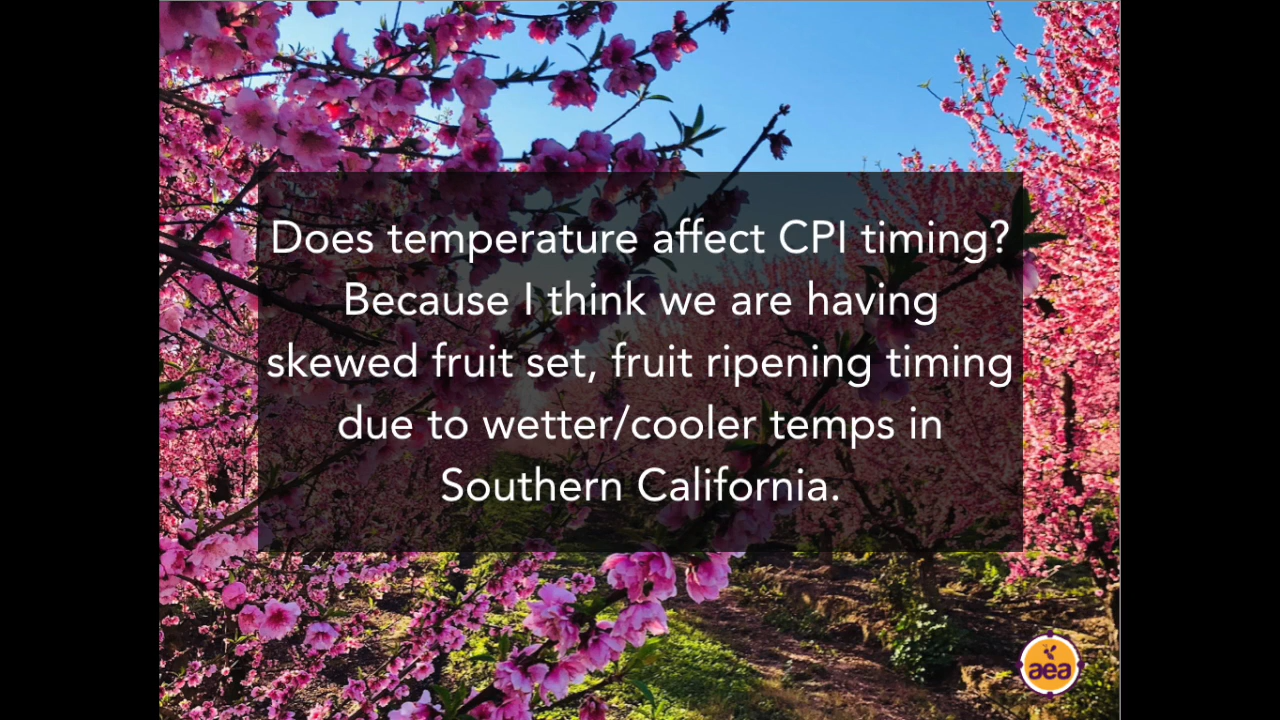 Does temperature affect CPI timing?
Because I think we are having
skewed fruit set, fruit ripening timing
due to wetter/cooler temps in
Southern California.
aea